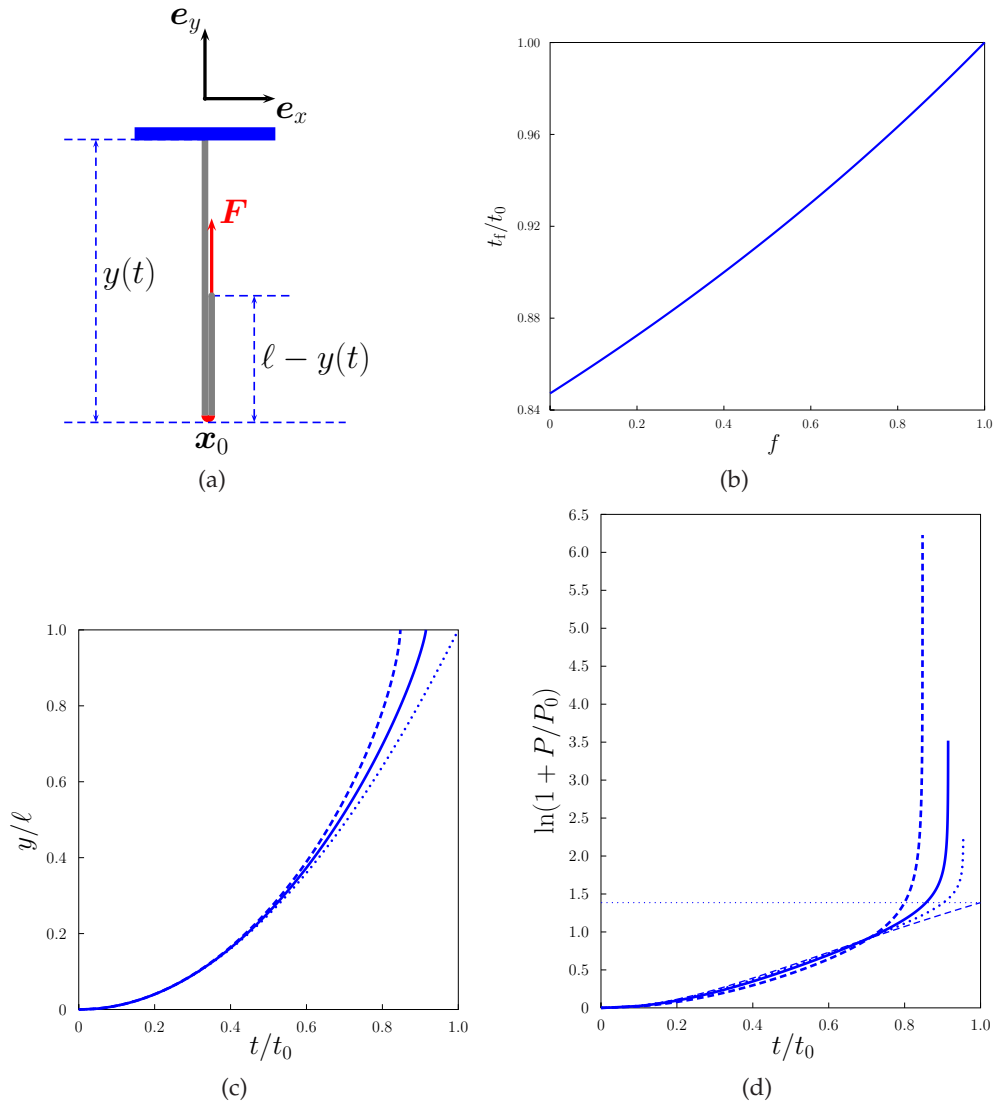 e_y
e_x
F
y(t)
ℓ − y(t)
x_0
(a)
1.00
0.96
0.92
0.88
0.84
t_f/t_0
0
0.2
0.4
0.6
0.8
1.0
f
(b)
1.0
0.8
0.6
0.4
0.2
0
y/ℓ
0
0.2
0.4
0.6
0.8
1.0
t/t_0
(c)
6.5
6.0
5.5
5.0
4.5
4.0
3.5
3.0
2.5
2.0
1.5
1.0
0.5
0
ln(1 + P/P_0)
0
0.2
0.4
0.6
0.8
1.0
t/t_0
(d)